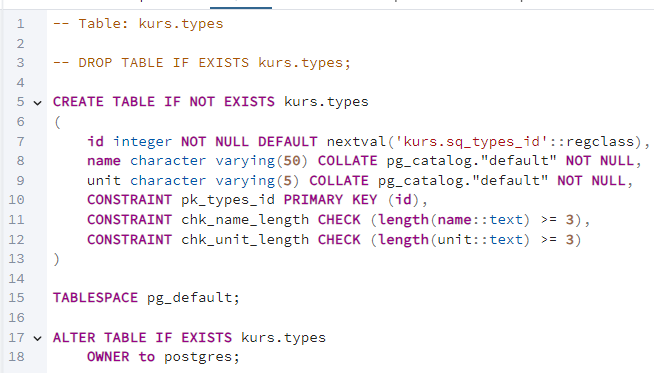 1 -- Table: kurs.types
2
3 -- DROP TABLE IF EXISTS kurs.types;
4
5 CREATE TABLE IF NOT EXISTS kurs.types
6 (
7     id integer NOT NULL DEFAULT nextval('kurs.sq_types_id'::regclass),
8     name character varying(50) COLLATE pg_catalog."default" NOT NULL,
9     unit character varying(5) COLLATE pg_catalog."default" NOT NULL,
10     CONSTRAINT pk_types_id PRIMARY KEY (id),
11     CONSTRAINT chk_name_length CHECK (length(name::text) >= 3),
12     CONSTRAINT chk_unit_length CHECK (length(unit::text) >= 3)
13 )
14
15 TABLESPACE pg_default;
16
17 ALTER TABLE IF EXISTS kurs.types
18     OWNER to postgres;